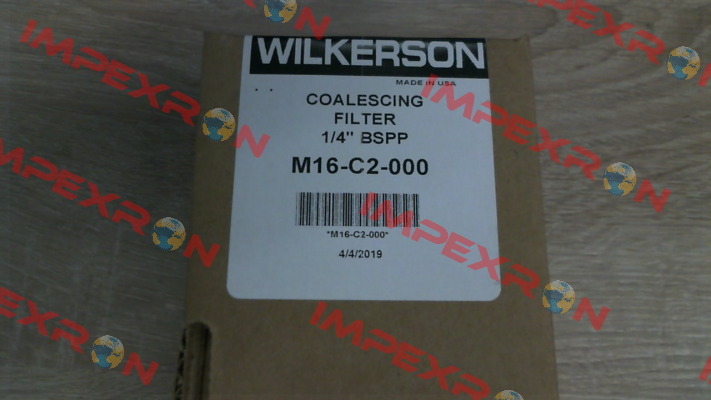 WILKERSON
MADE IN USA
COALESCING
FILTER
1/4" BSPP
M16-C2-000
*M16-C2-000*
4/4/2019
IMPEXRON
IMPEXRON
IMPEXRON
IMPEXRON
IMPEXRON
IMPEXRON
IMPEXRON